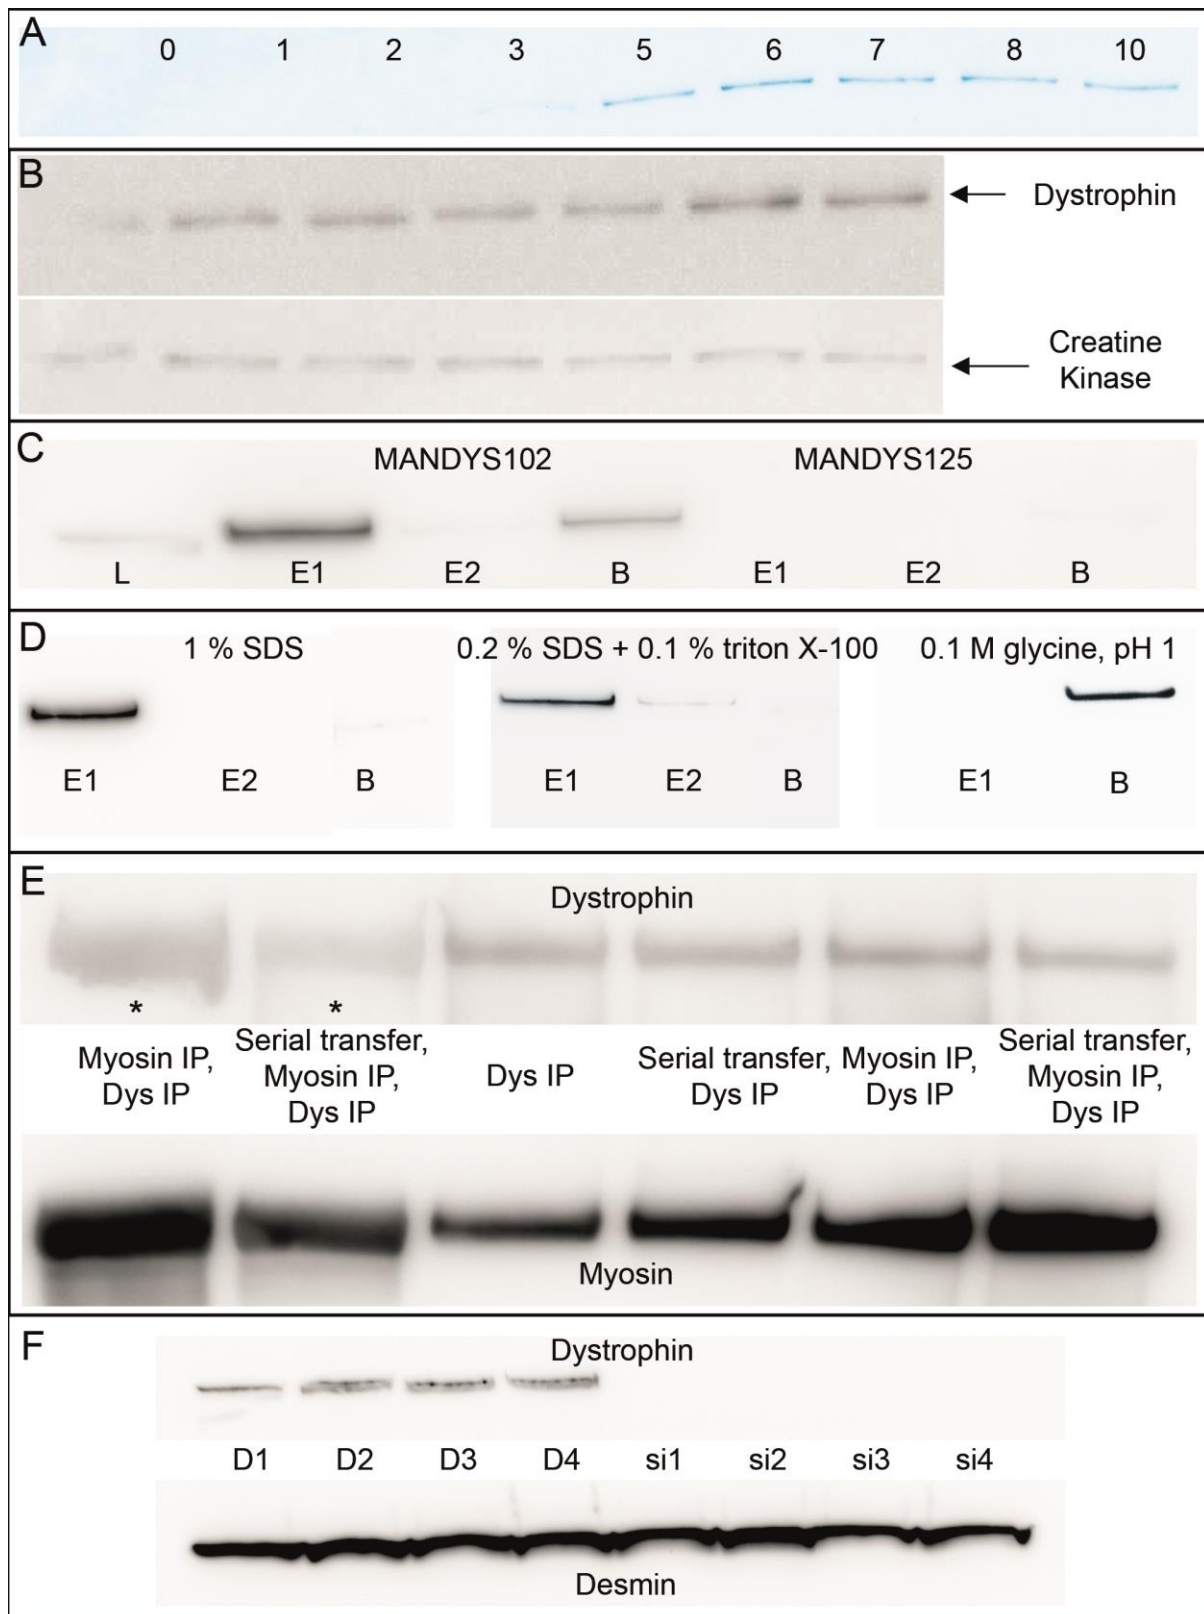 A
0 1 2 3 5 6 7 8 10
B
Dystrophin
Creatine
Kinase
C
MANDYS102 MANDYS125
L E1 E2 B E1 E2 B
D
1 % SDS 0.2 % SDS + 0.1 % triton X-100 0.1 M glycine, pH 1
E1 E2 B E1 E2 B E1 B
E
Dystrophin
* *
Myosin IP,
Dys IP
Serial transfer,
Myosin IP,
Dys IP
Dys IP
Serial transfer,
Dys IP
Myosin IP,
Dys IP
Serial transfer,
Myosin IP,
Dys IP
Myosin
F
Dystrophin
D1 D2 D3 D4 si1 si2 si3 si4
Desmin